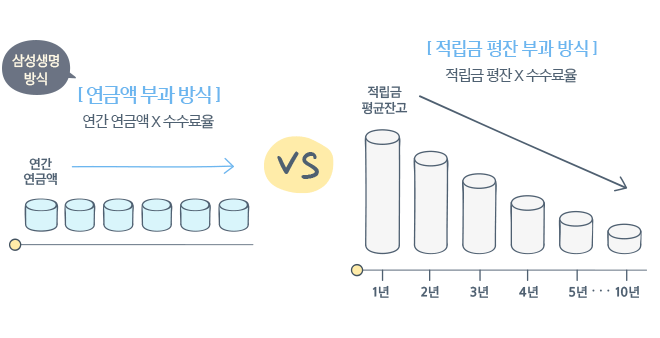 삼성생명
방식
[ 연금액 부과 방식 ]
연간 연금액 X 수수료율
연간
연금액
VS
[ 적립금 평잔 부과 방식 ]
적립금 평잔 X 수수료율
적립금
평균잔고
1년 2년 3년 4년 5년 ··· 10년